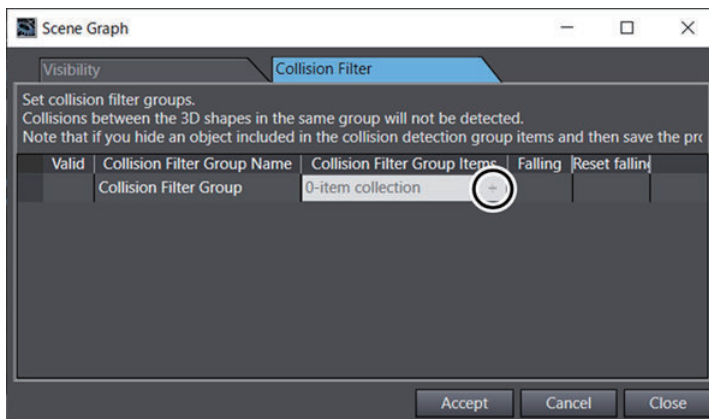 Scene Graph
Visibility
Collision Filter
Set collision filter groups.
Collisions between the 3D shapes in the same group will not be detected.
Note that if you hide an object included in the collision detection group items and then save the pro
Valid Collision Filter Group Name Collision Filter Group Items Falling Reset falling
Collision Filter Group 0-item collection +
Accept Cancel Close